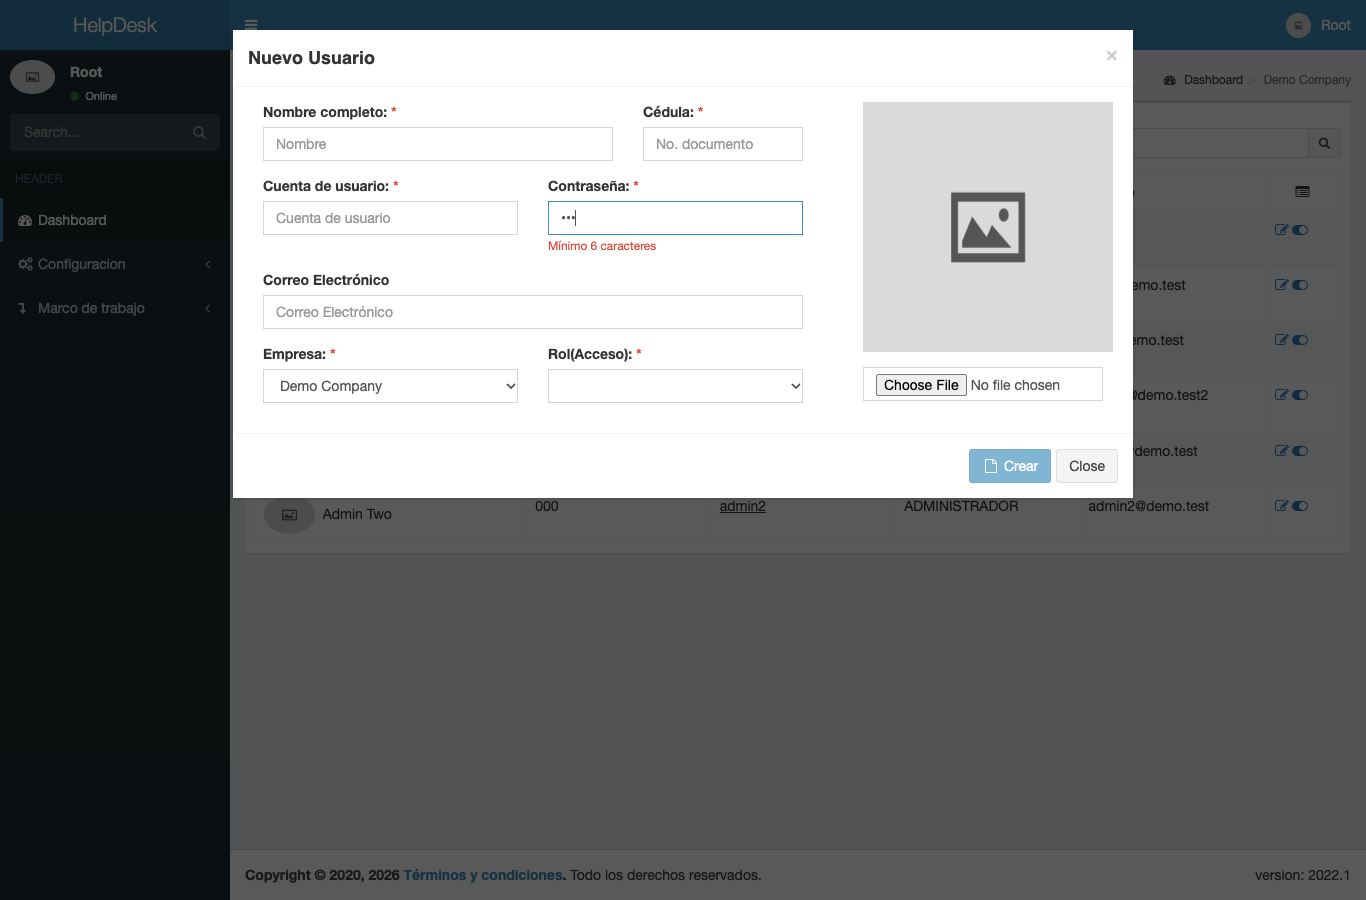 HelpDesk
Root
Root
Online
Dashboard > Demo Company
Search...
HEADER
Dashboard
Configuracion
Marco de trabajo
Nuevo Usuario
×
Nombre completo: *
Cédula: *
Nombre
No. documento
Cuenta de usuario: *
Contraseña: *
Cuenta de usuario
•••
Mínimo 6 caracteres
Correo Electrónico
Correo Electrónico
Empresa: *
Rol(Acceso): *
Demo Company
Choose File No file chosen
Crear
Close
demo.test
demo.test
@demo.test2
@demo.test
Admin Two
000
admin2
ADMINISTRADOR
admin2@demo.test
Copyright © 2020, 2026 Términos y condiciones. Todo los derechos reservados.
version: 2022.1